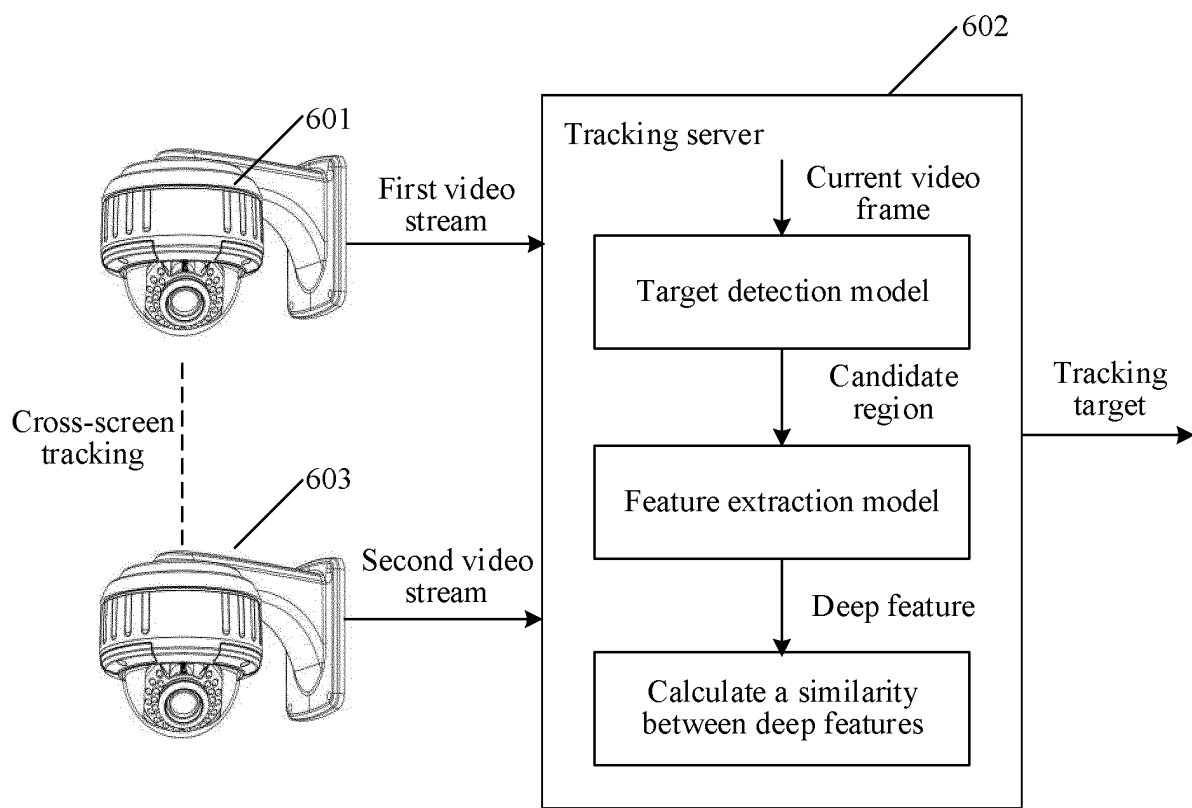 602
601
Tracking server
First video
stream
Current video
frame
Target detection model
Candidate
region
Tracking
target
Cross-screen
tracking
603
Feature extraction model
Second video
stream
Deep feature
Calculate a similarity
between deep features